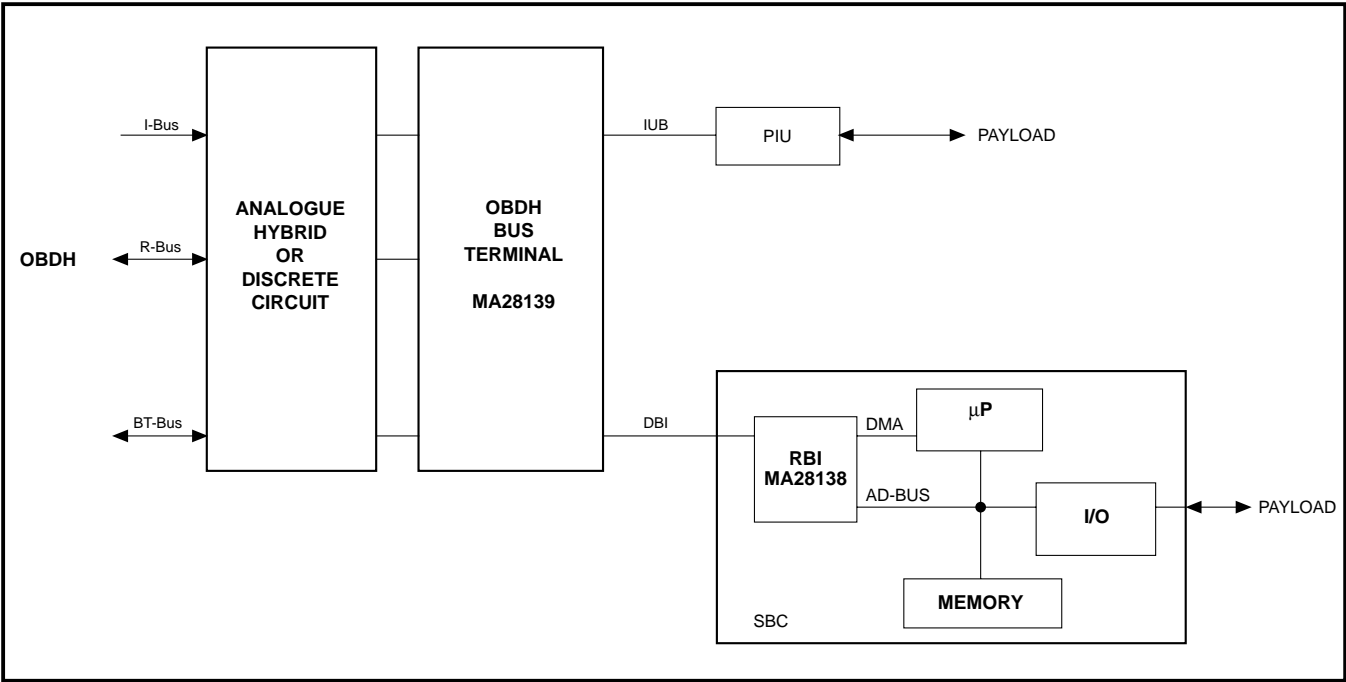 I-Bus
IUB
PIU
PAYLOAD
ANALOGUE
HYBRID
OR
DISCRETE
CIRCUIT
OBDH
BUS
TERMINAL
MA28139
OBDH
R-Bus
BT-Bus
DBI
RBI
MA28138
DMA
μP
AD-BUS
I/O
PAYLOAD
MEMORY
SBC